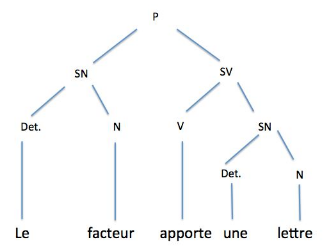 P
SN SV
Det. N V SN
Det. N
Le facteur apporte une lettre